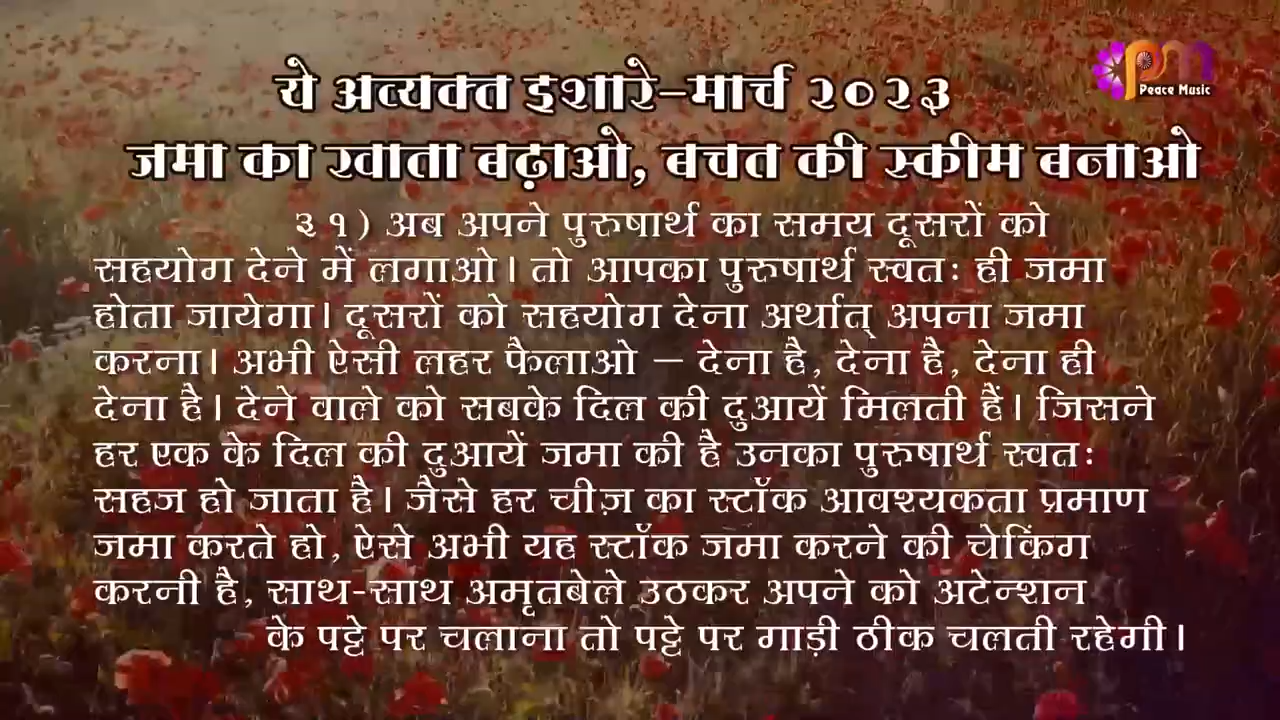 ये अव्यक्त इशारे-मार्च २०२३
pm
Peace Music
जमा का खाता बढ़ाओ, बचत की स्कीम बनाओ
३१) अब अपने पुरुषार्थ का समय दूसरों को
सहयोग देने में लगाओ। तो आपका पुरुषार्थ स्वतः ही जमा
होता जायेगा। दूसरों को सहयोग देना अर्थात् अपना जमा
करना। अभी ऐसी लहर फैलाओ – देना है, देना है, देना ही
देना है। देने वाले को सबके दिल की दुआयें मिलती हैं। जिसने
हर एक के दिल की दुआयें जमा की है उनका पुरुषार्थ स्वतः
सहज हो जाता है। जैसे हर चीज़ का स्टॉक आवश्यकता प्रमाण
जमा करते हो, ऐसे अभी यह स्टॉक जमा करने की चेकिंग
करनी है, साथ-साथ अमृतबेले उठकर अपने को अटेन्शन
के पट्टे पर चलाना तो पट्टे पर गाड़ी ठीक चलती रहेगी।